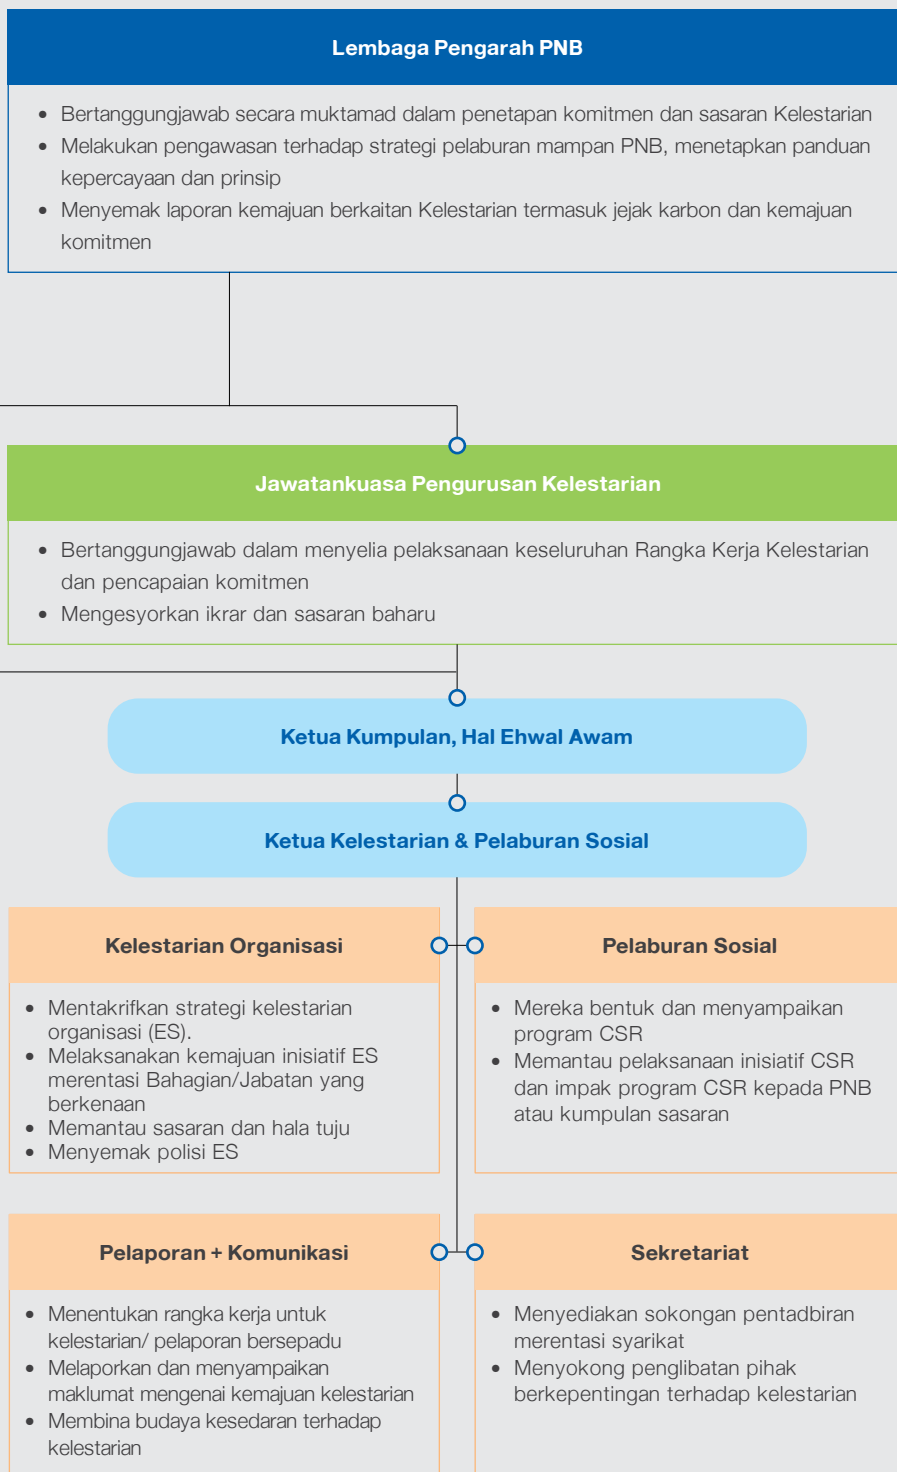 Lembaga Pengarah PNB
• Bertanggungjawab secara muktamad dalam penetapan komitmen dan sasaran Kelestarian
• Melakukan pengawasan terhadap strategi pelaburan mampan PNB, menetapkan panduan
kepercayaan dan prinsip
• Menyemak laporan kemajuan berkaitan Kelestarian termasuk jejak karbon dan kemajuan
komitmen
Jawatankuasa Pengurusan Kelestarian
• Bertanggungjawab dalam menyelia pelaksanaan keseluruhan Rangka Kerja Kelestarian
dan pencapaian komitmen
• Mengesyorkan ikrar dan sasaran baharu
Ketua Kumpulan, Hal Ehwal Awam
Ketua Kelestarian & Pelaburan Sosial
Kelestarian Organisasi
• Mentakrifkan strategi kelestarian
organisasi (ES).
• Melaksanakan kemajuan inisiatif ES
merentasi Bahagian/Jabatan yang
berkenaan
• Memantau sasaran dan hala tuju
• Menyemak polisi ES
Pelaburan Sosial
• Mereka bentuk dan menyampaikan
program CSR
• Memantau pelaksanaan inisiatif CSR
dan impak program CSR kepada PNB
atau kumpulan sasaran
Pelaporan + Komunikasi
• Menentukan rangka kerja untuk
kelestarian/ pelaporan bersepadu
• Melaporkan dan menyampaikan
maklumat mengenai kemajuan kelestarian
• Membina budaya kesedaran terhadap
kelestarian
Sekretariat
• Menyediakan sokongan pentadbiran
merentasi syarikat
• Menyokong penglibatan pihak
berkepentingan terhadap kelestarian